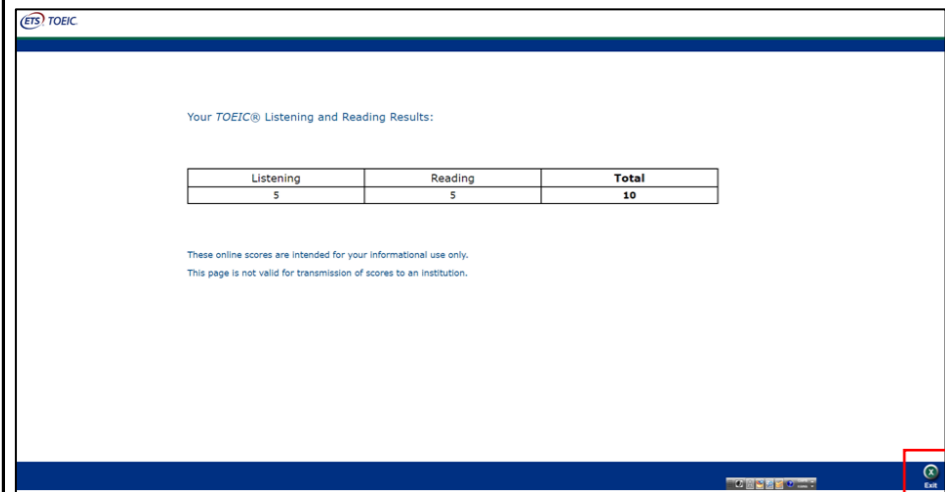 ETS TOEIC
Your TOEIC® Listening and Reading Results:
Listening Reading Total
5 5 10
These online scores are intended for your informational use only.
This page is not valid for transmission of scores to an institution.
Exit